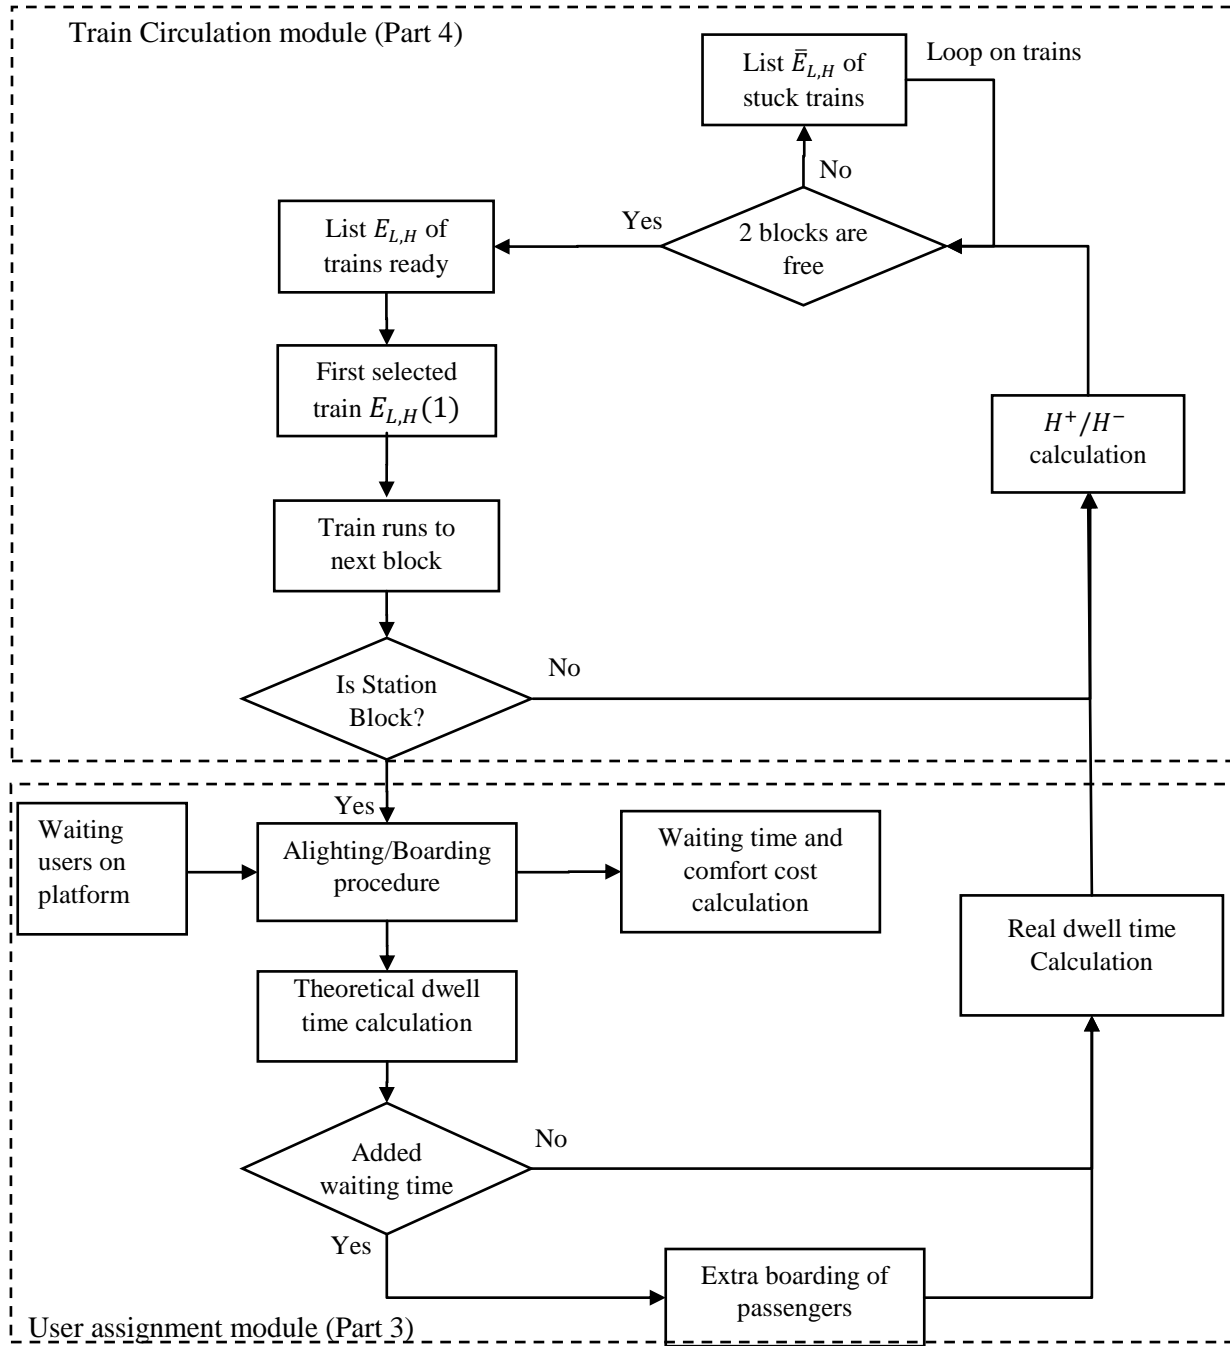 Train Circulation module (Part 4)
List Ē_{L,H} of
stuck trains
Loop on trains
No
Yes
2 blocks are
free
List E_{L,H} of
trains ready
First selected
train E_{L,H}(1)
H⁺/H⁻
calculation
Train runs to
next block
Is Station
Block?
No
Yes
Waiting
users on
platform
Alighting/Boarding
procedure
Waiting time and
comfort cost
calculation
Real dwell time
Calculation
Theoretical dwell
time calculation
Added
waiting time
No
Yes
Extra boarding of
passengers
User assignment module (Part 3)